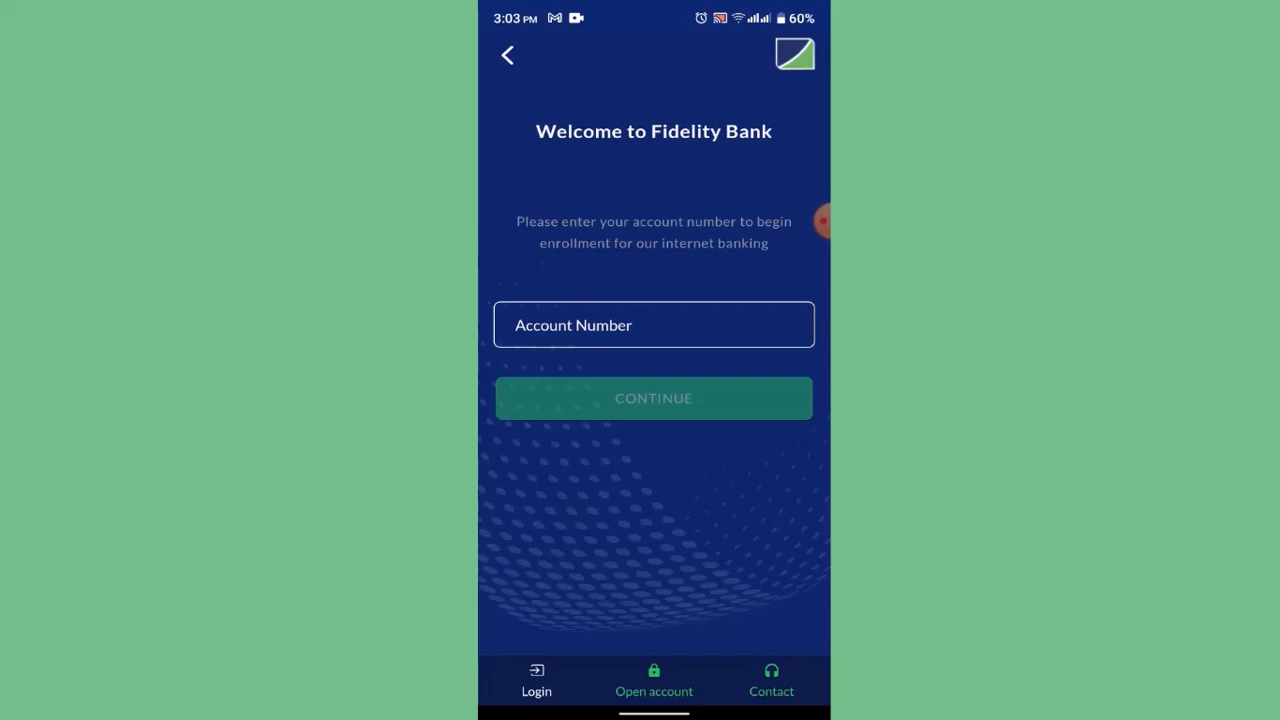 3:03 PM 60%
Welcome to Fidelity Bank
Please enter your account number to begin
enrollment for our internet banking
Account Number
CONTINUE
Login Open account Contact